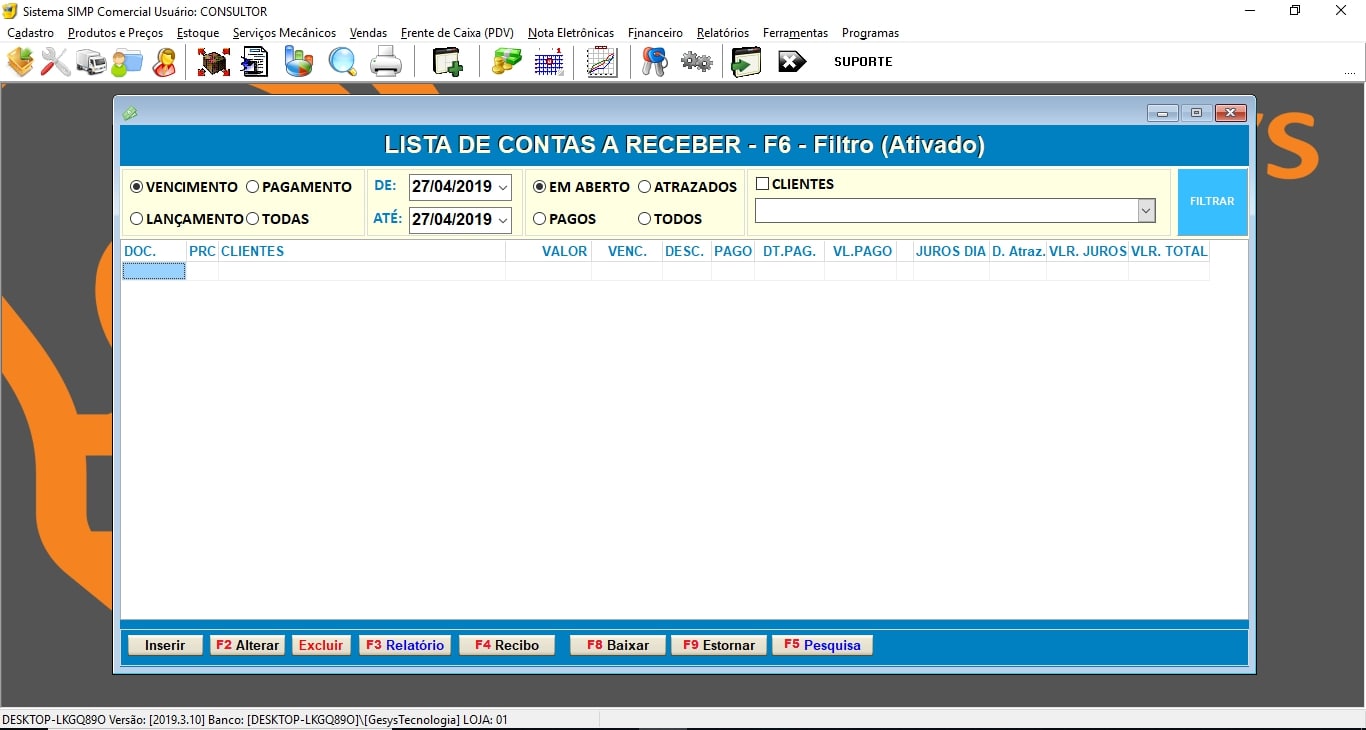 Sistema SIMP Comercial Usuário: CONSULTOR
Cadastro Produtos e Preços Estoque Serviços Mecânicos Vendas Frente de Caixa (PDV) Nota Eletrônicas Financeiro Relatórios Ferramentas Programas
SUPORTE
LISTA DE CONTAS A RECEBER - F6 - Filtro (Ativado)
VENCIMENTO PAGAMENTO DE: 27/04/2019 EM ABERTO ATRAZADOS CLIENTES
FILTRAR
LANÇAMENTO TODAS ATÉ: 27/04/2019 PAGOS TODOS
DOC. PRC CLIENTES VALOR VENC. DESC. PAGO DT.PAG. VL.PAGO JUROS DIA D. Atraz. VLR. JUROS VLR. TOTAL
Inserir F2 Alterar Excluir F3 Relatório F4 Recibo F8 Baixar F9 Estornar F5 Pesquisa
DESKTOP-LKGQ89O Versão: [2019.3.10] Banco: [DESKTOP-LKGQ89O]\[GesysTecnologia] LOJA: 01